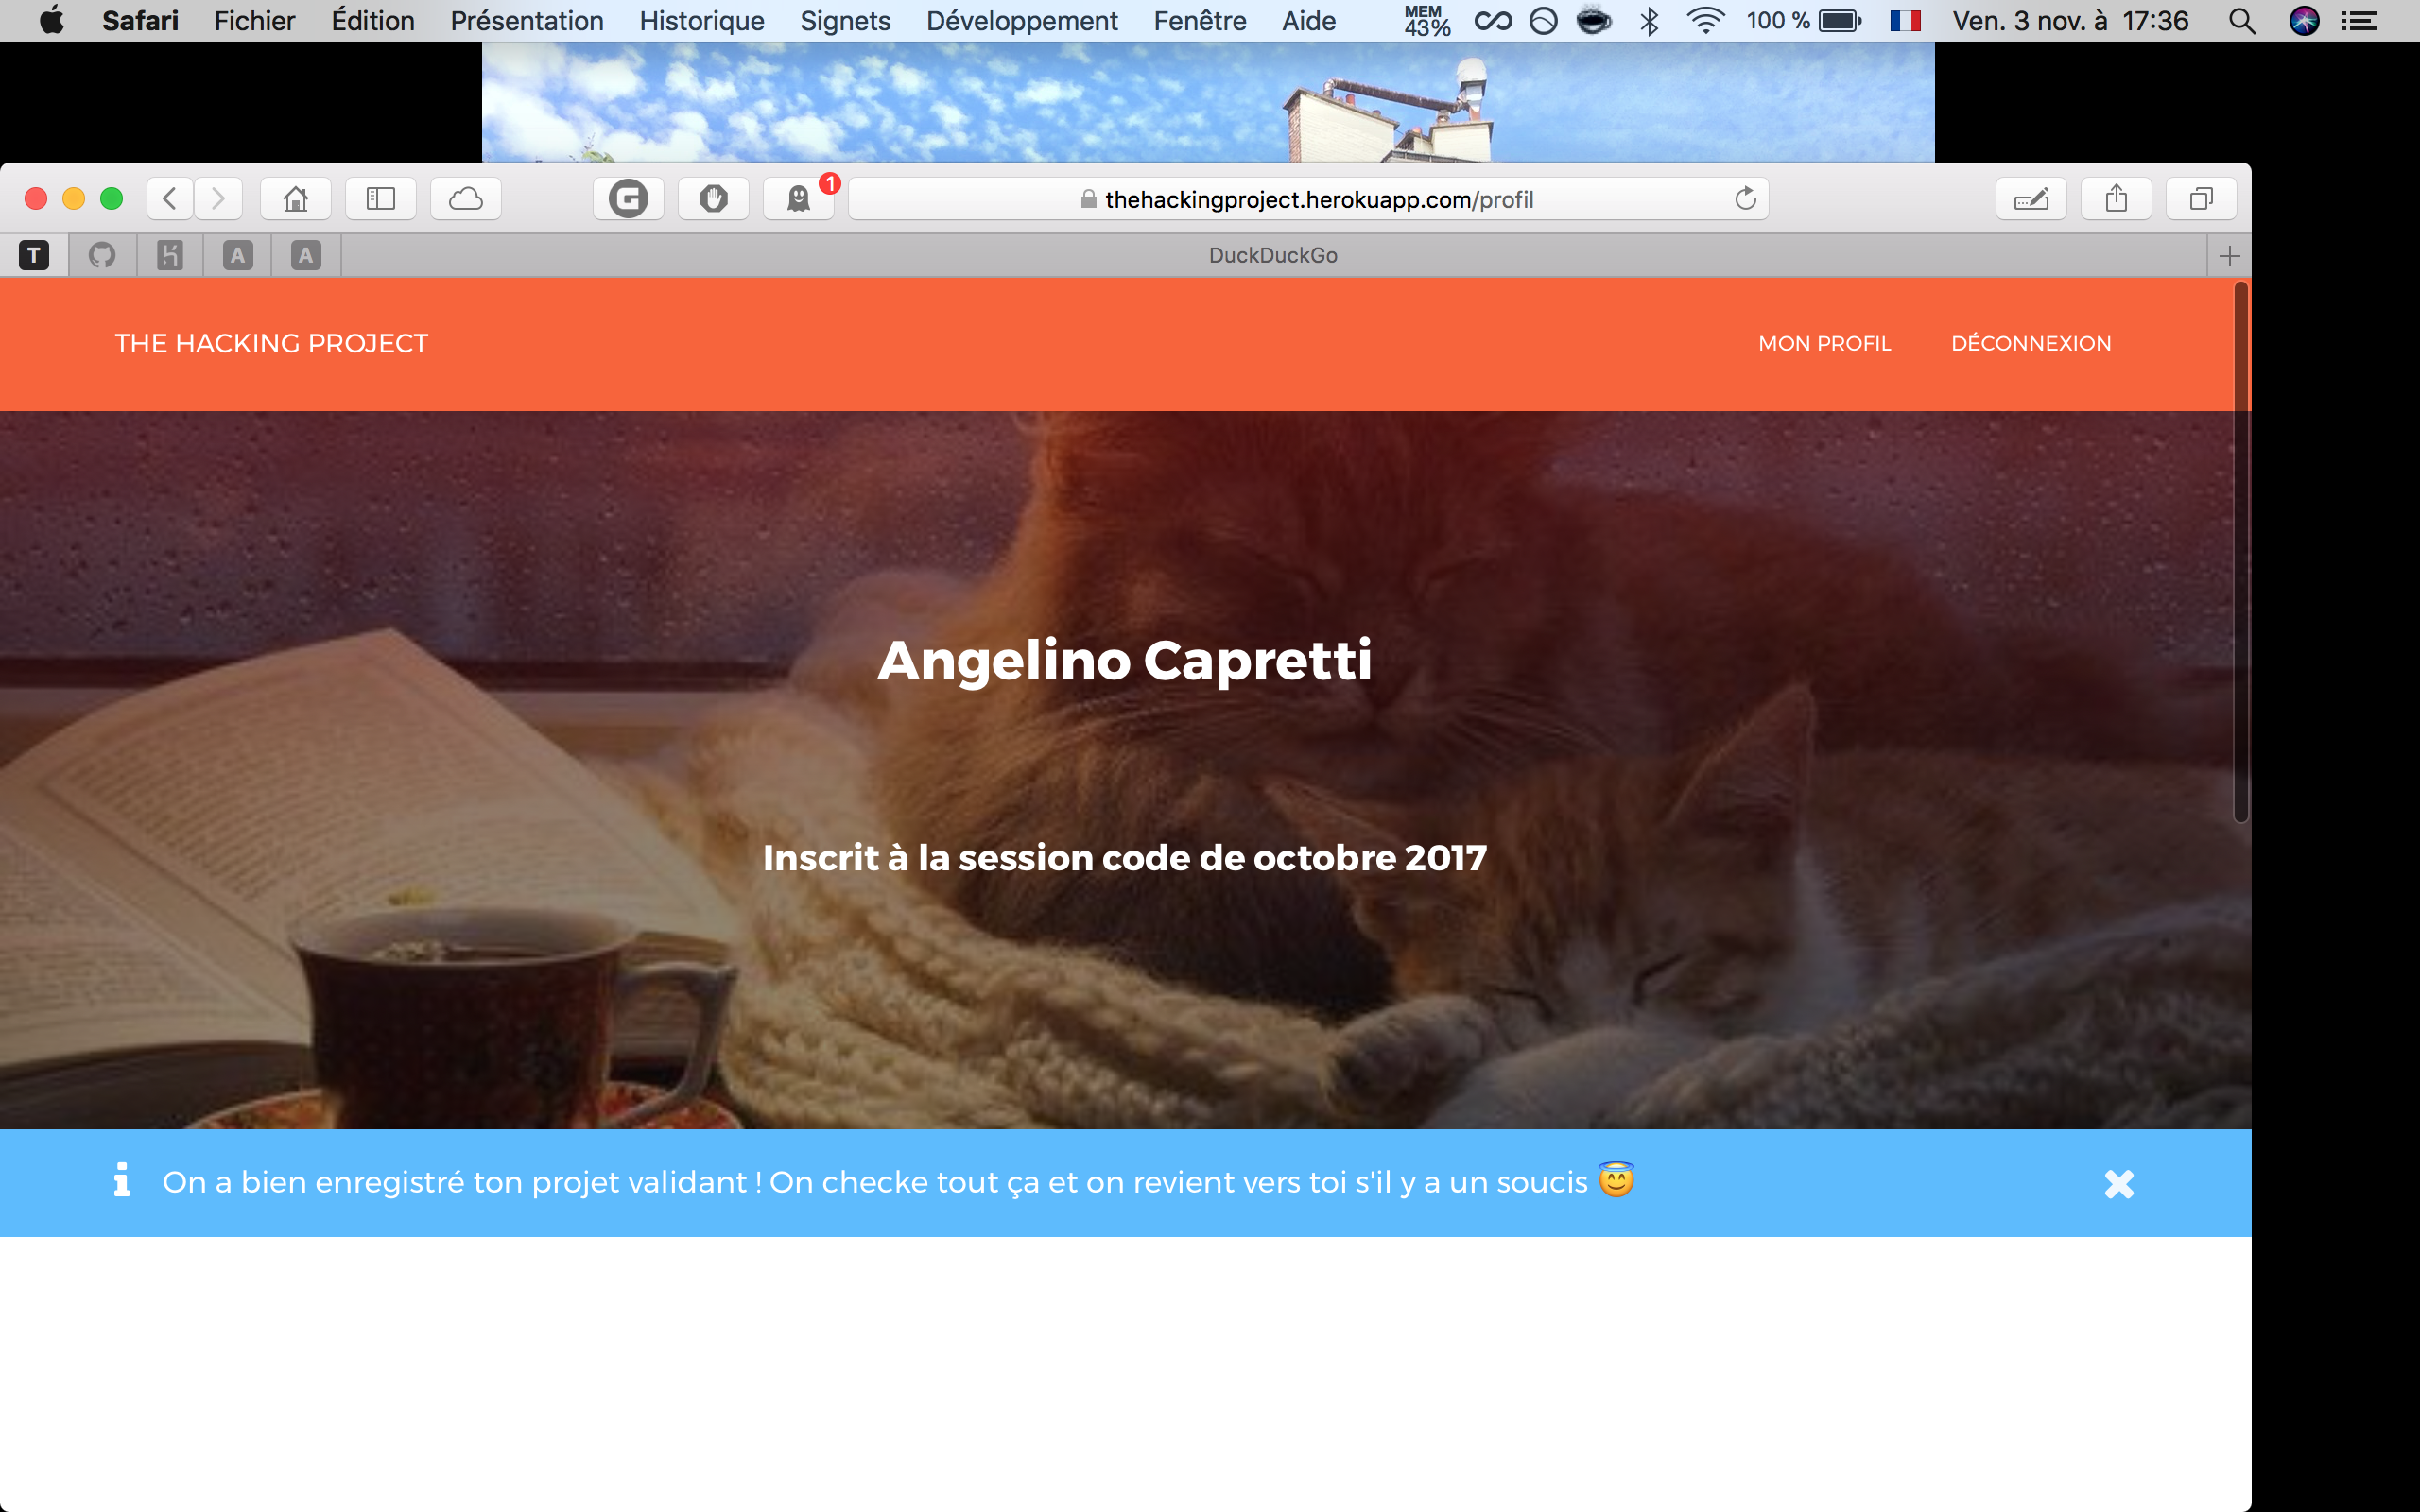 Safari Fichier Édition Présentation Historique Signets Développement Fenêtre Aide MEM 43% 100 % Ven. 3 nov. à 17:36
1
thehackingproject.herokuapp.com/profil
T A A DuckDuckGo
THE HACKING PROJECT MON PROFIL DÉCONNEXION
Angelino Capretti
Inscrit à la session code de octobre 2017
On a bien enregistré ton projet validant ! On checke tout ça et on revient vers toi s'il y a un soucis 😇